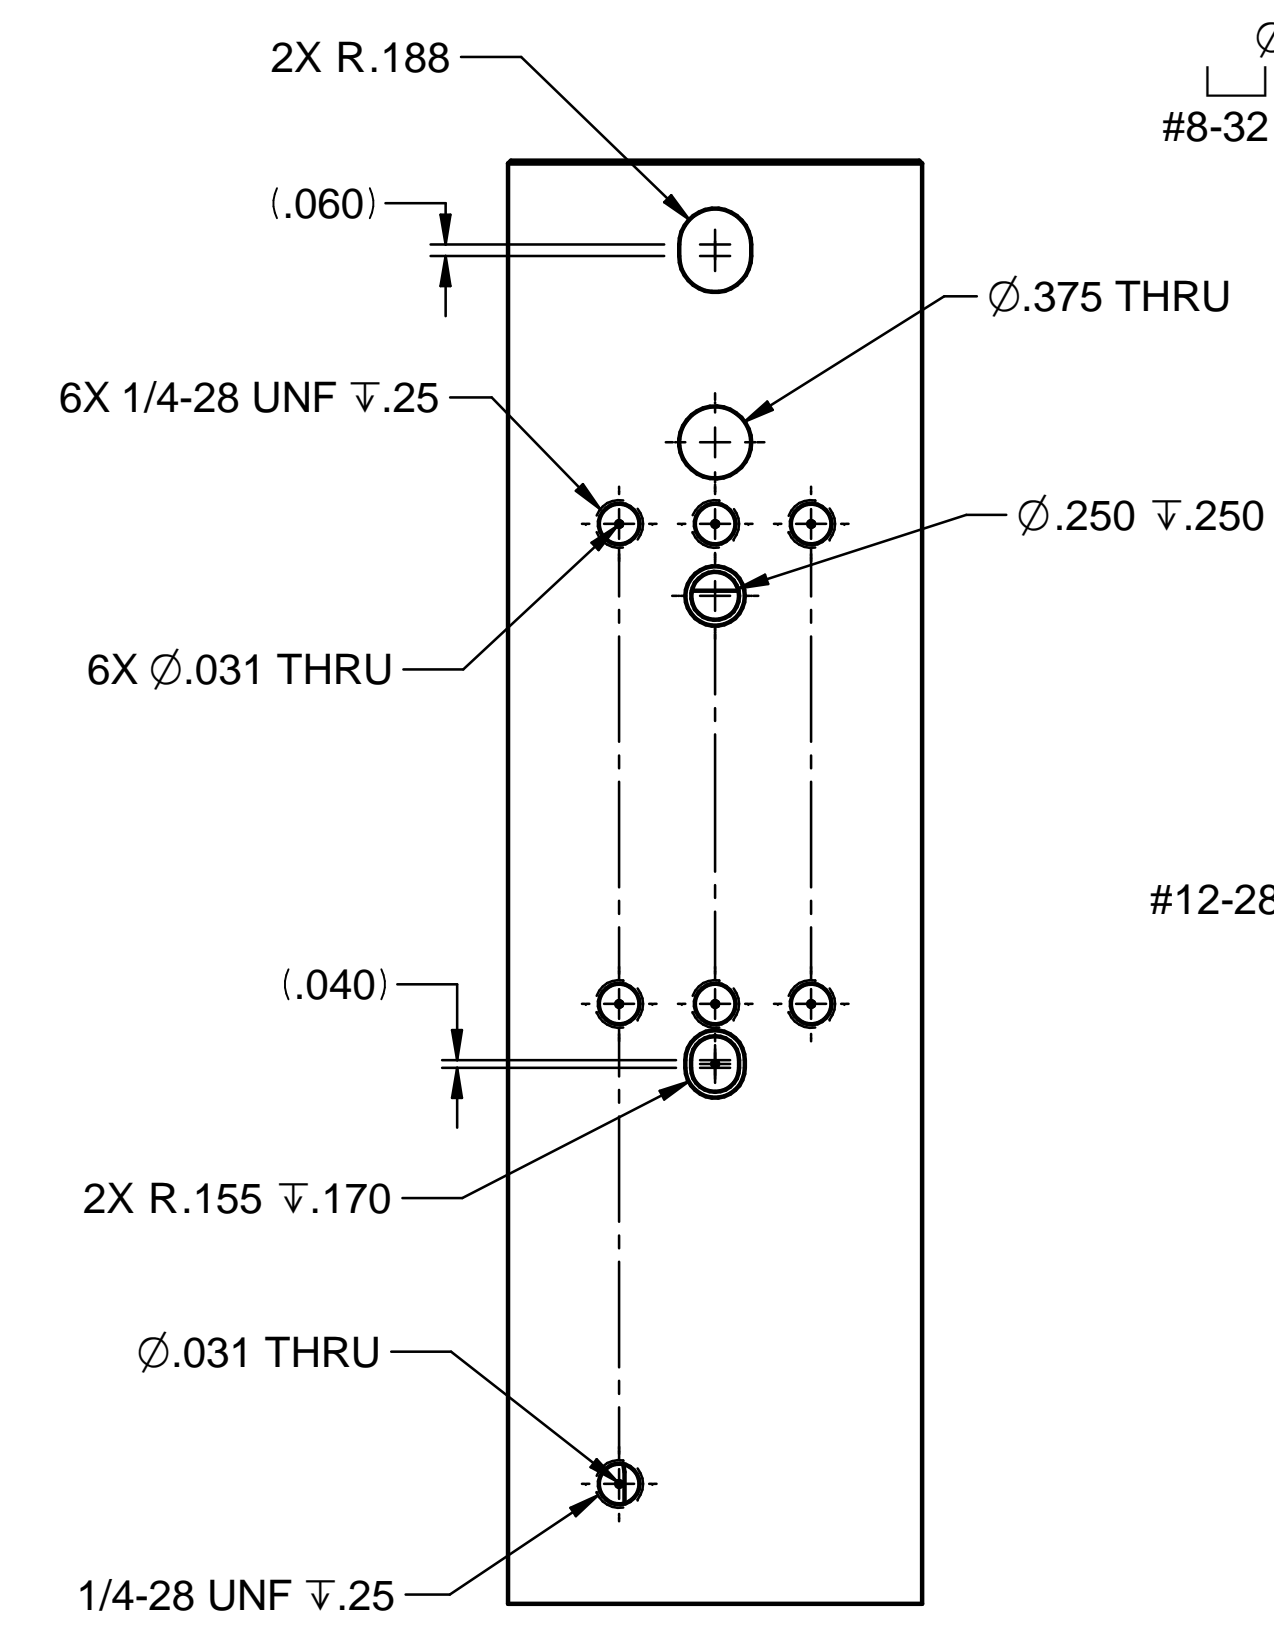 2X R.188
∅
#8-32
(.060)
∅.375 THRU
6X 1/4-28 UNF ↧.25
∅.250 ↧.250
6X ∅.031 THRU
#12-28
(.040)
2X R.155 ↧.170
∅.031 THRU
1/4-28 UNF ↧.25